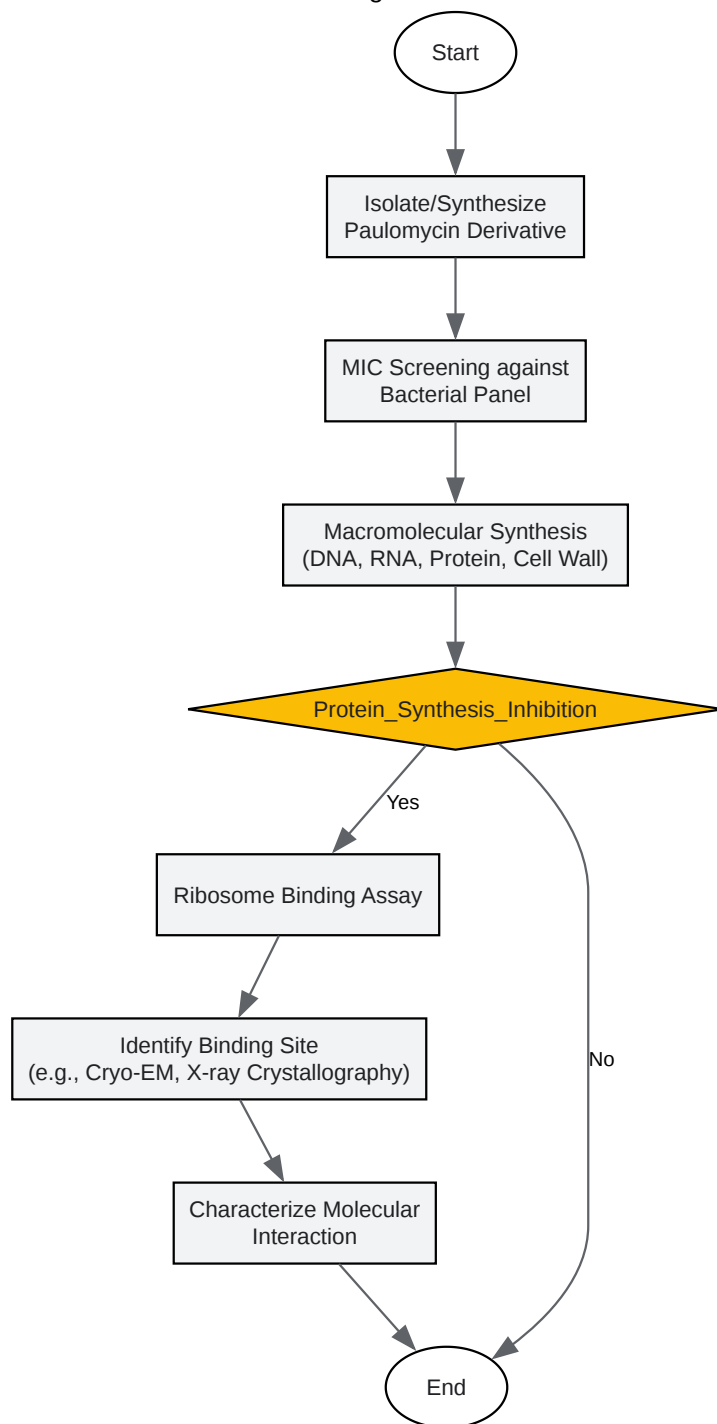 Start
Isolate/Synthesize
Paulomycin Derivative
MIC Screening against
Bacterial Panel
Macromolecular Synthesis
(DNA, RNA, Protein, Cell Wall)
Protein_Synthesis_Inhibition
Yes
Ribosome Binding Assay
Identify Binding Site
(e.g., Cryo-EM, X-ray Crystallography)
No
Characterize Molecular
Interaction
End